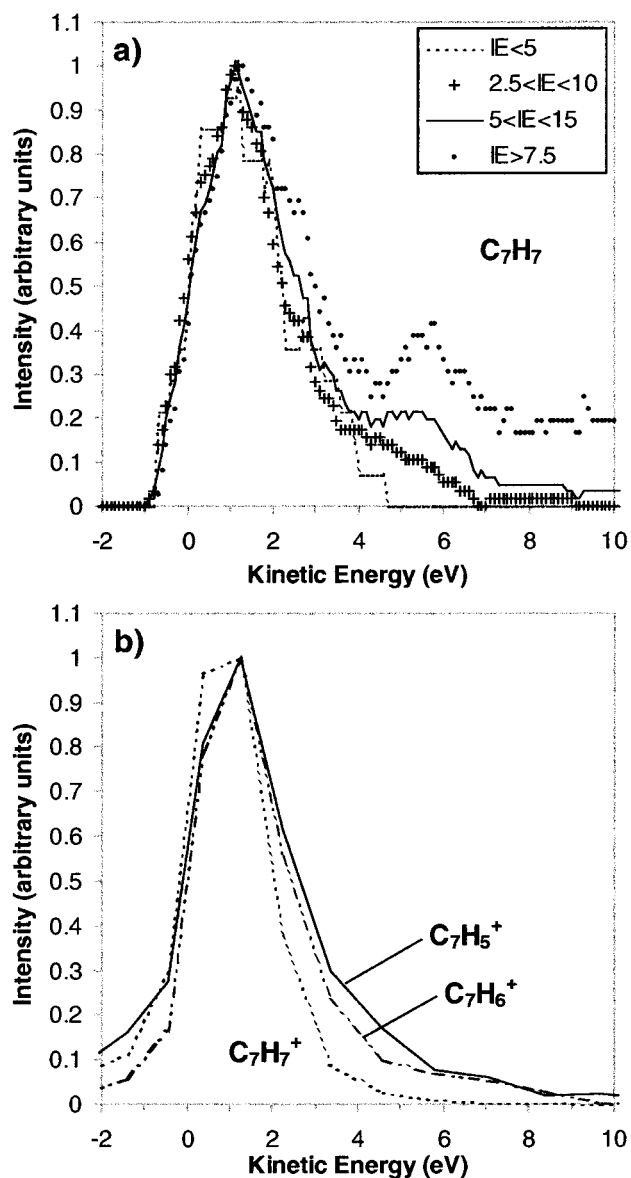 a)
IE<5
2.5<IE<10
5<IE<15
IE>7.5
C₇H₇
Intensity (arbitrary units)
1.1
1
0.9
0.8
0.7
0.6
0.5
0.4
0.3
0.2
0.1
0
-2 0 2 4 6 8 10
Kinetic Energy (eV)
b)
C₇H₅⁺
C₇H₆⁺
C₇H₇⁺
Intensity (arbitrary units)
1.1
1
0.9
0.8
0.7
0.6
0.5
0.4
0.3
0.2
0.1
0
-2 0 2 4 6 8 10
Kinetic Energy (eV)